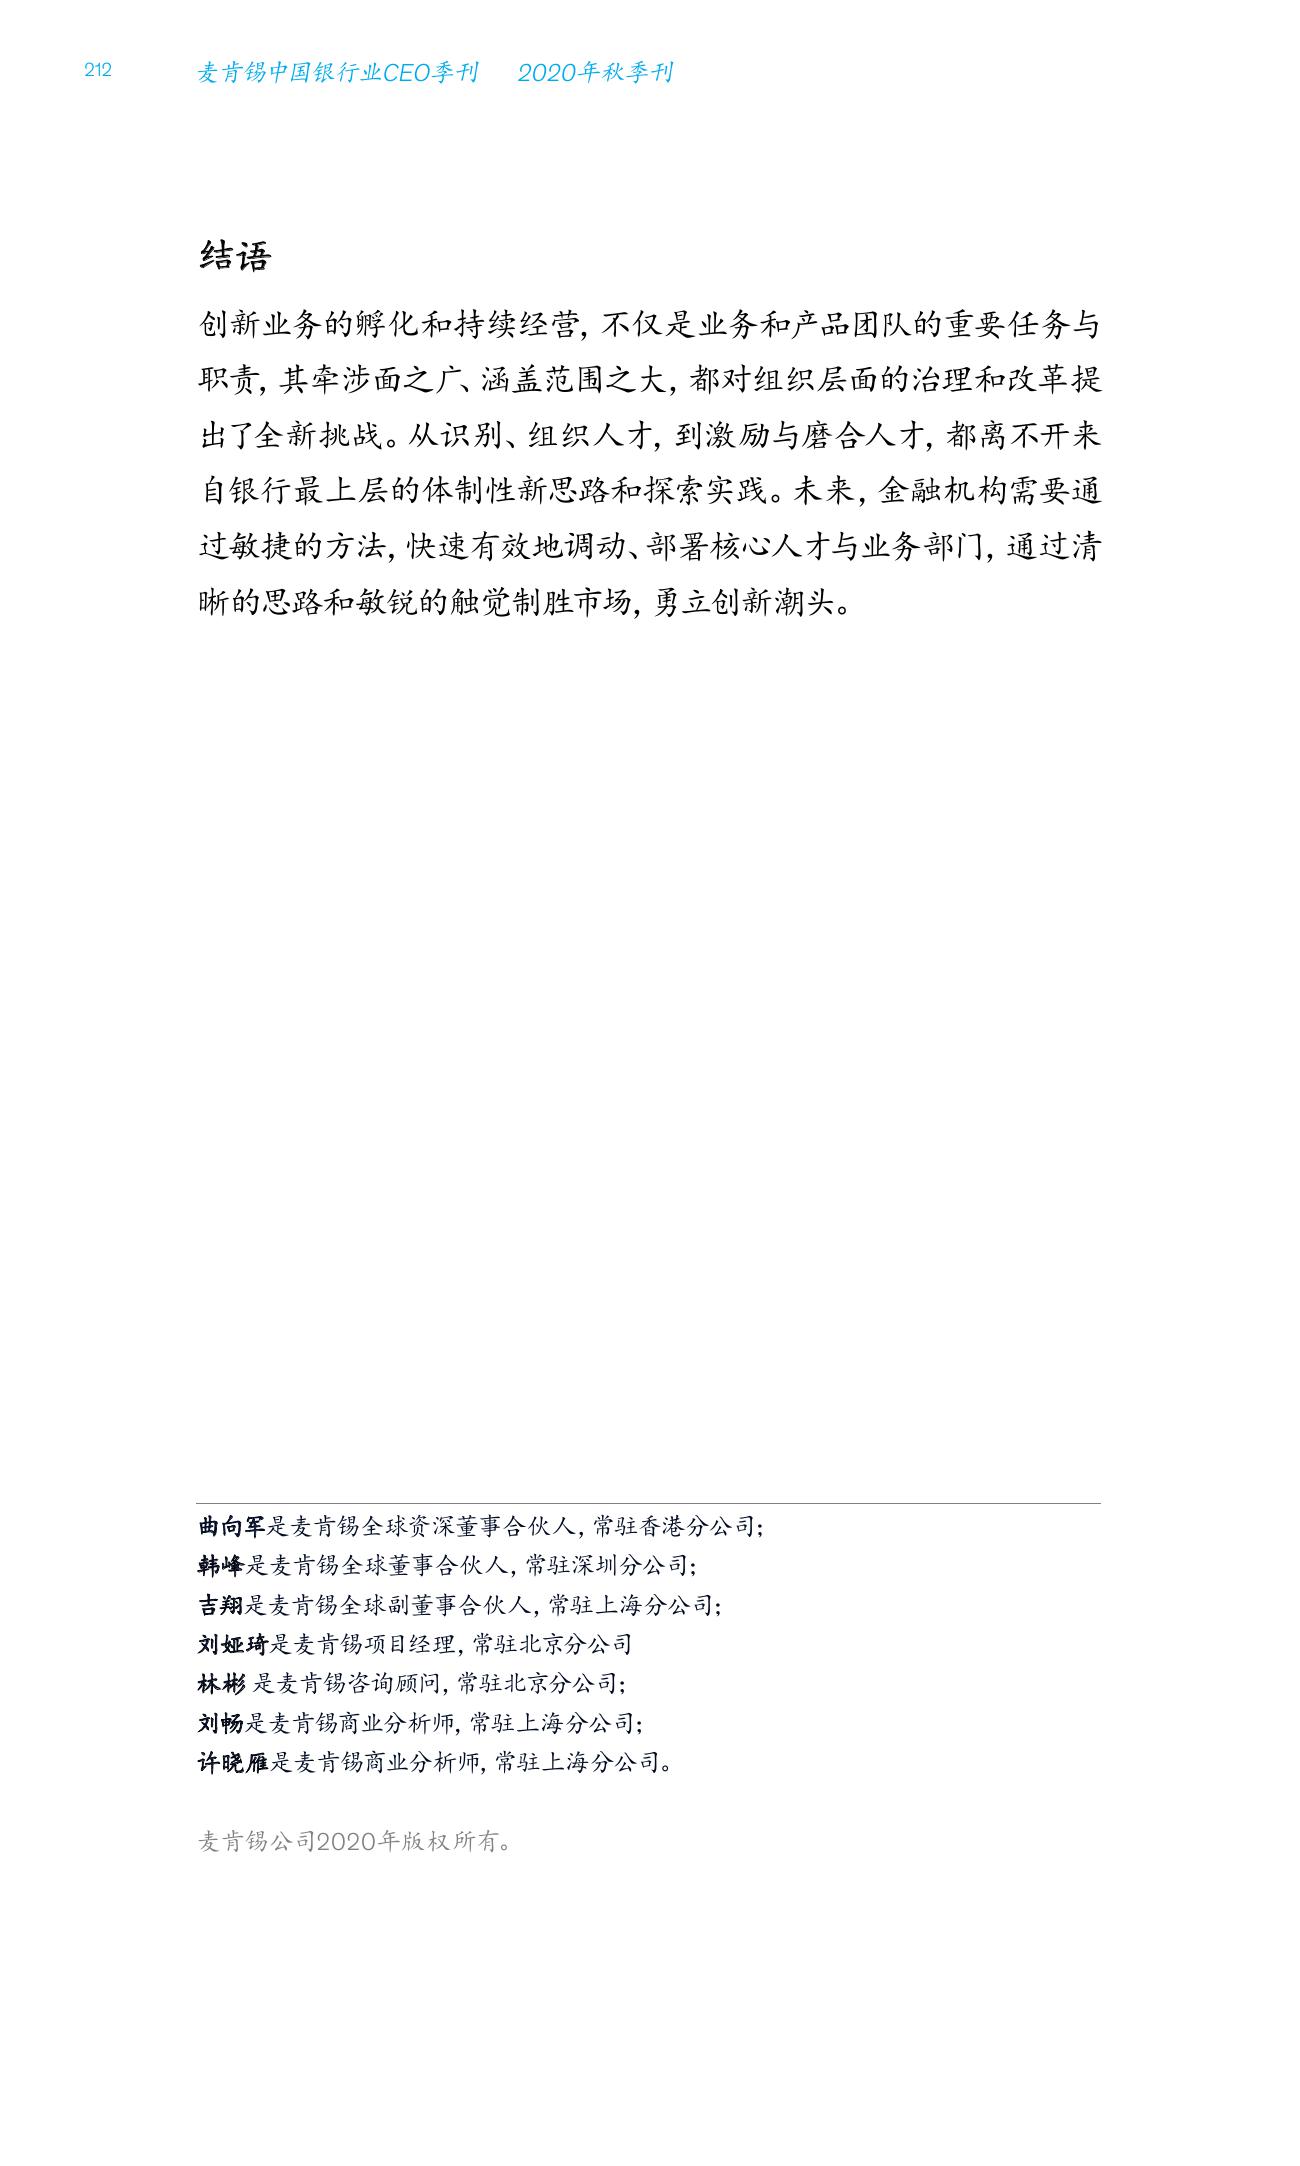 212
麦肯锡中国银行业CEO季刊 2020年秋季刊
结语
创新业务的孵化和持续经营, 不仅是业务和产品团队的重要任务与
职责, 其牵涉面之广、涵盖范围之大, 都对组织层面的治理和改革提
出了全新挑战。从识别、组织人才, 到激励与磨合人才, 都离不开来
自银行最上层的体制性新思路和探索实践。未来, 金融机构需要通
过敏捷的方法, 快速有效地调动、部署核心人才与业务部门, 通过清
晰的思路和敏锐的触觉制胜市场, 勇立创新潮头。
曲向军是麦肯锡全球资深董事合伙人, 常驻香港分公司;
韩峰是麦肯锡全球董事合伙人, 常驻深圳分公司;
吉翔是麦肯锡全球副董事合伙人, 常驻上海分公司;
刘娅琦是麦肯锡项目经理, 常驻北京分公司
林彬 是麦肯锡咨询顾问, 常驻北京分公司;
刘畅是麦肯锡商业分析师, 常驻上海分公司;
许晓雁是麦肯锡商业分析师, 常驻上海分公司。
麦肯锡公司2020年版权所有。